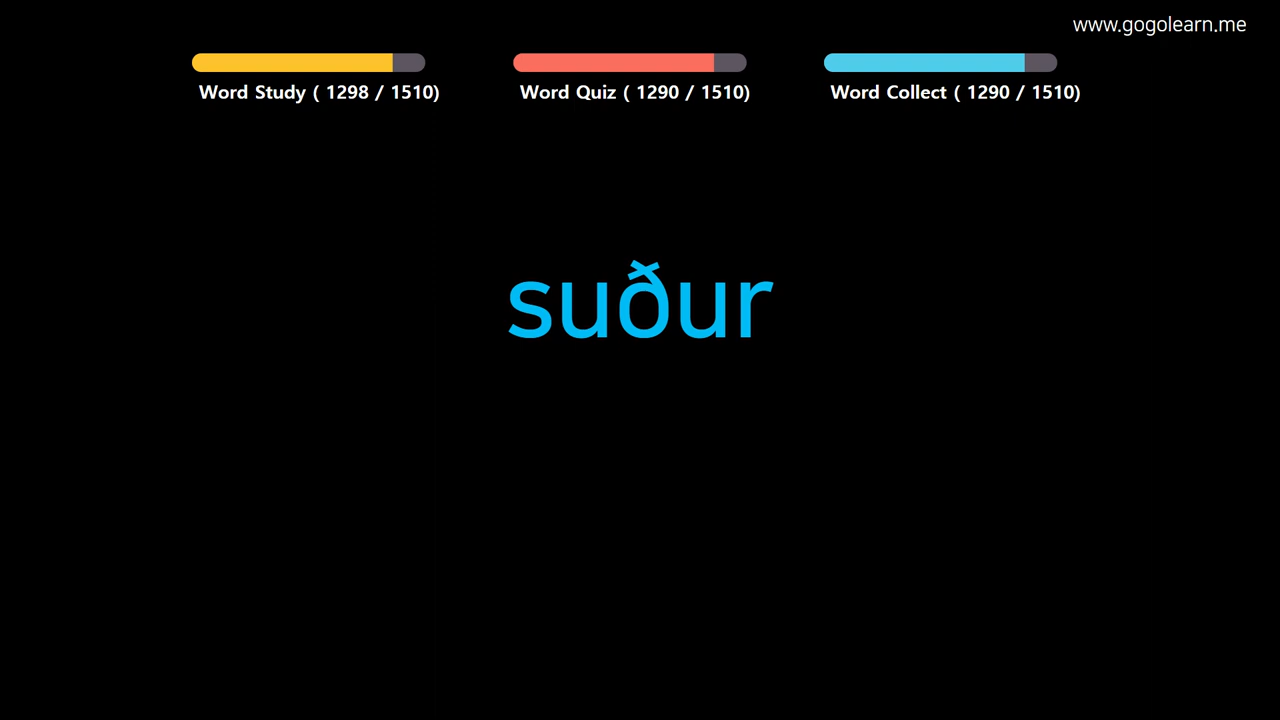 www.gogolearn.me
Word Study ( 1298 / 1510)
Word Quiz ( 1290 / 1510)
Word Collect ( 1290 / 1510)
suður